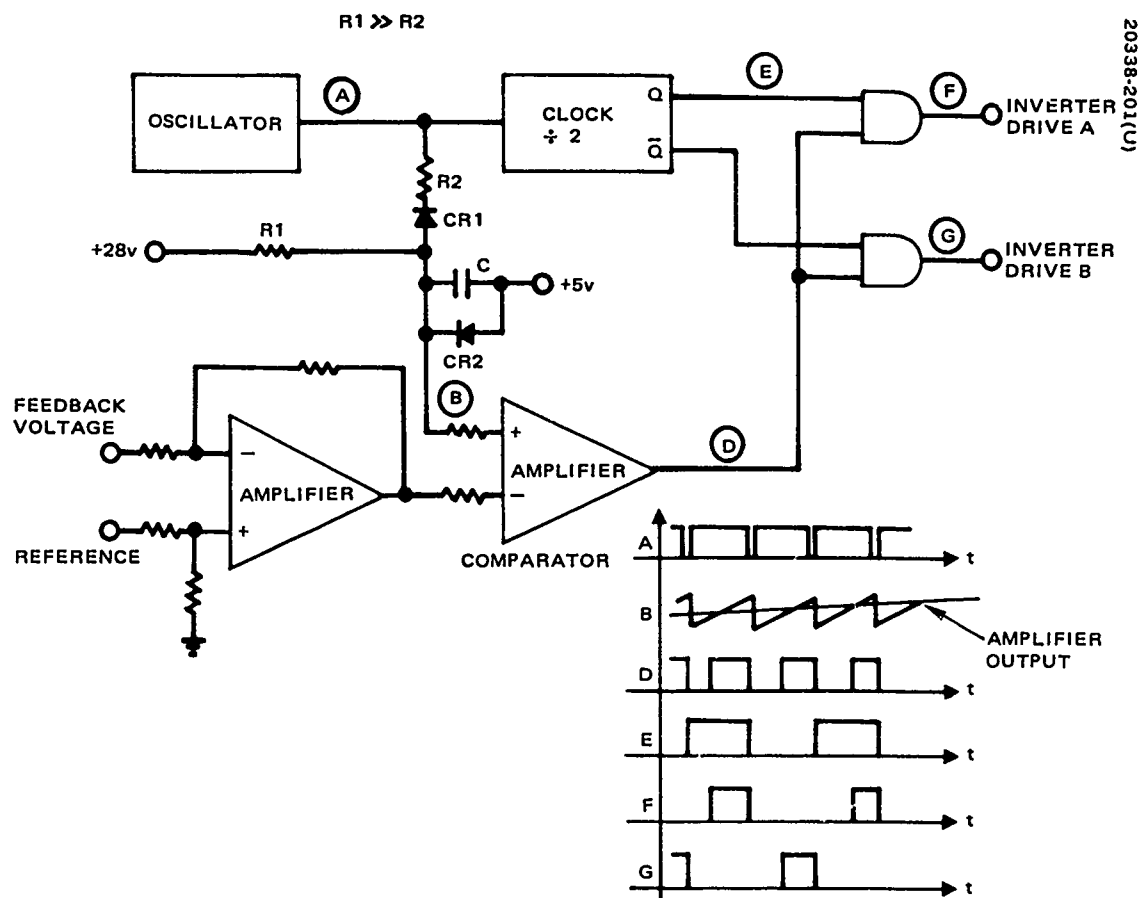 R1 ≫ R2
20338-201(U)
OSCILLATOR
A
CLOCK
÷ 2
Q
Q̅
E
F
INVERTER
DRIVE A
R2
CR1
+28v
R1
C
+5v
CR2
G
INVERTER
DRIVE B
B
FEEDBACK
VOLTAGE
−
AMPLIFIER
+
REFERENCE
+
AMPLIFIER
−
COMPARATOR
D
A
t
B
AMPLIFIER
OUTPUT
D
t
E
t
F
t
G
t